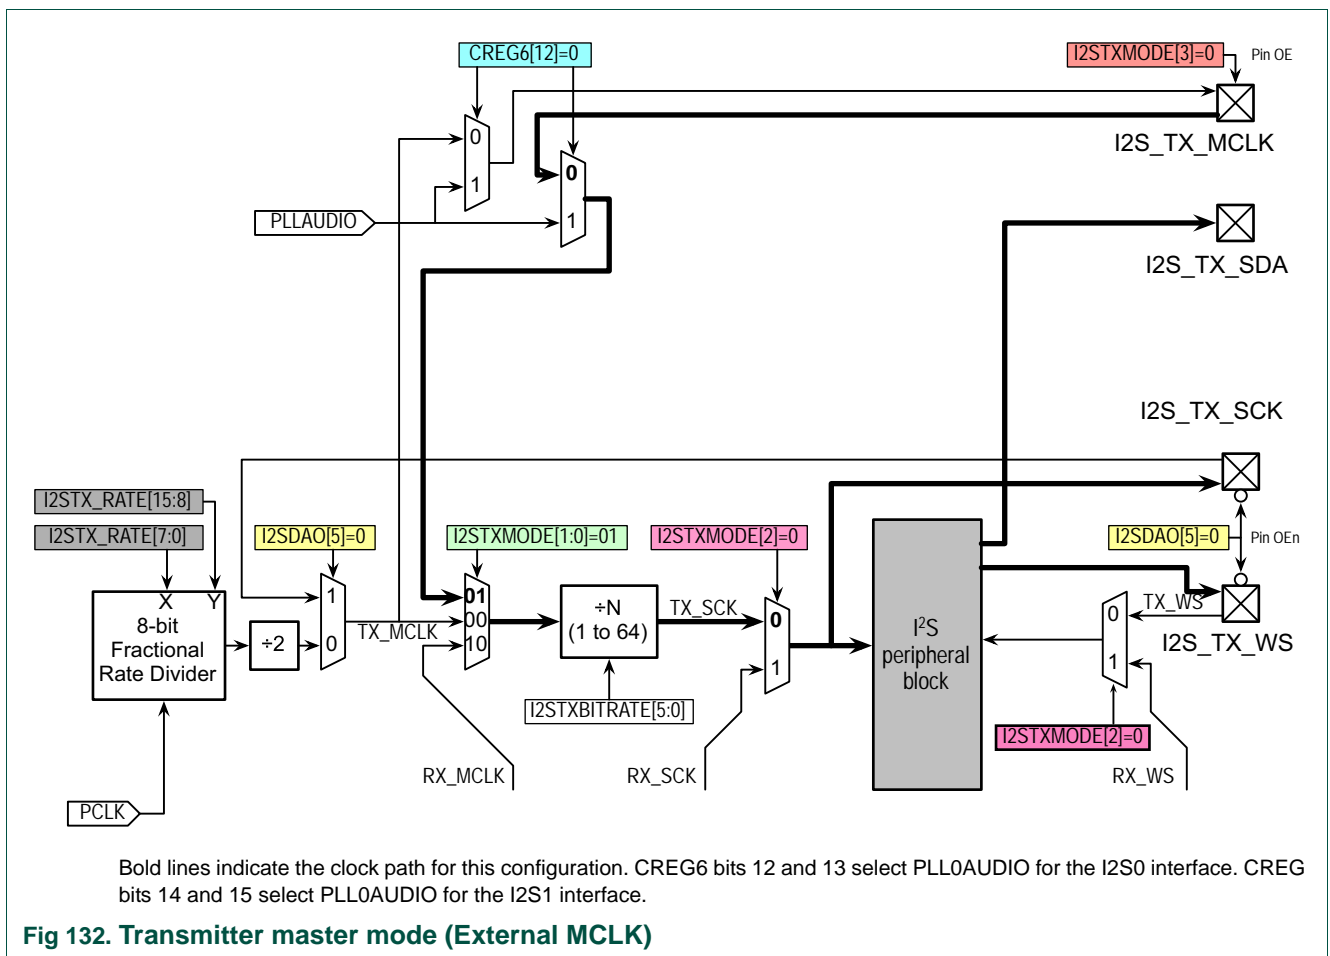 CREG6[12]=0
I2STXMODE[3]=0
Pin OE
0
1
I2S_TX_MCLK
0
1
PLLAUDIO
I2S_TX_SDA
I2S_TX_SCK
I2STX_RATE[15:8]
I2STX_RATE[7:0]
I2SDAO[5]=0
I2STXMODE[1:0]=01
I2STXMODE[2]=0
I2SDAO[5]=0
Pin OEn
X Y
8-bit
Fractional
Rate Divider
÷2
1
0
TX_MCLK
01
00
10
÷N
(1 to 64)
TX_SCK
0
1
I2S
peripheral
block
TX_WS
0
1
I2S_TX_WS
I2STXBITRATE[5:0]
I2STXMODE[2]=0
RX_MCLK
RX_SCK
RX_WS
PCLK
Bold lines indicate the clock path for this configuration. CREG6 bits 12 and 13 select PLL0AUDIO for the I2S0 interface. CREG
bits 14 and 15 select PLL0AUDIO for the I2S1 interface.
Fig 132. Transmitter master mode (External MCLK)